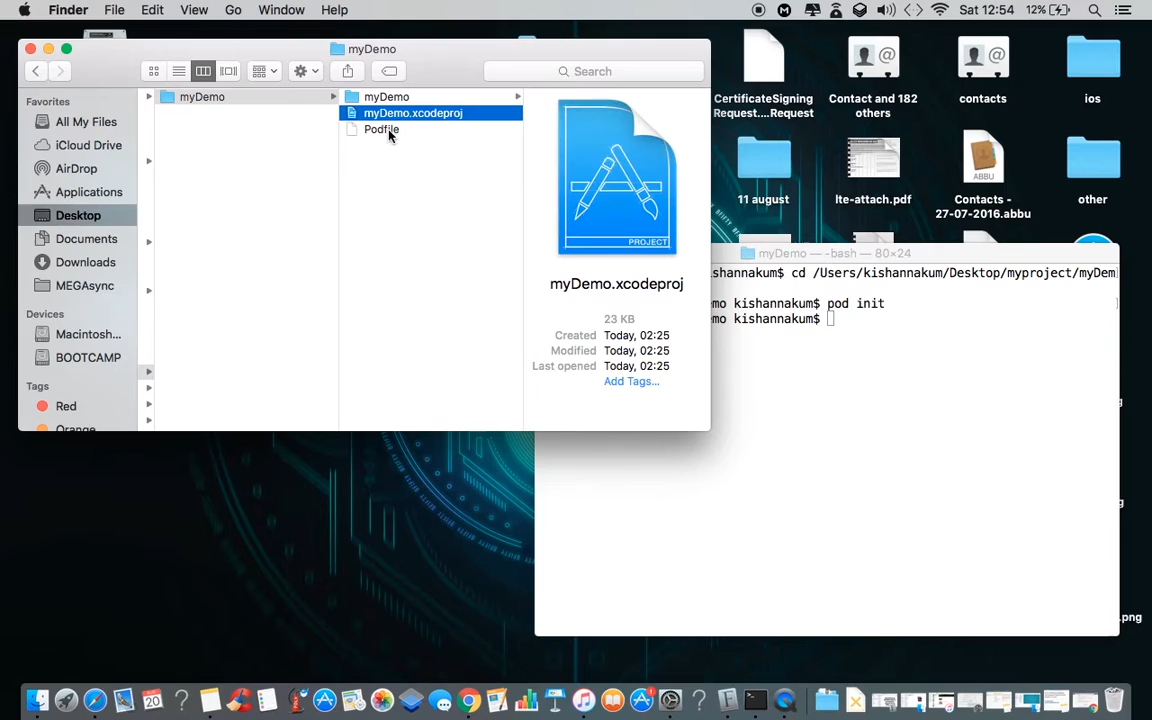 Finder File Edit View Go Window Help
Sat 12:54 12%
myDemo
Search
Favorites
All My Files
iCloud Drive
AirDrop
Applications
Desktop
Documents
Downloads
MEGAsync
Devices
Macintosh...
BOOTCAMP
Tags
Red
Orange
myDemo
myDemo
myDemo.xcodeproj
Podfile
PROJECT
myDemo.xcodeproj
23 KB
Created Today, 02:25
Modified Today, 02:25
Last opened Today, 02:25
Add Tags...
CertificateSigning
Request....Request
Contact and 182
others
contacts
ios
11 august
lte-attach.pdf
ABBU
Contacts -
27-07-2016.abbu
other
myDemo — -bash — 80×24
ishannakum$ cd /Users/kishannakum/Desktop/myproject/myDem
mo kishannakum$ pod init
mo kishannakum$
.png
20